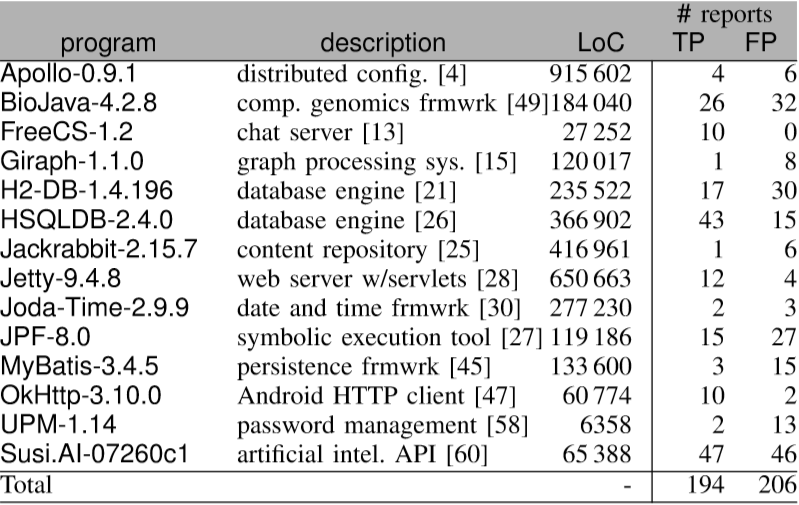 # reports
program description LoC TP FP
Apollo-0.9.1 distributed config. [4] 915 602 4 6
BioJava-4.2.8 comp. genomics frmwrk [49] 184 040 26 32
FreeCS-1.2 chat server [13] 27 252 10 0
Giraph-1.1.0 graph processing sys. [15] 120 017 1 8
H2-DB-1.4.196 database engine [21] 235 522 17 30
HSQLDB-2.4.0 database engine [26] 366 902 43 15
Jackrabbit-2.15.7 content repository [25] 416 961 1 6
Jetty-9.4.8 web server w/servlets [28] 650 663 12 4
Joda-Time-2.9.9 date and time frmwrk [30] 277 230 2 3
JPF-8.0 symbolic execution tool [27] 119 186 15 27
MyBatis-3.4.5 persistence frmwrk [45] 133 600 3 15
OkHttp-3.10.0 Android HTTP client [47] 60 774 10 2
UPM-1.14 password management [58] 6358 2 13
Susi.AI-07260c1 artificial intel. API [60] 65 388 47 46
Total - 194 206